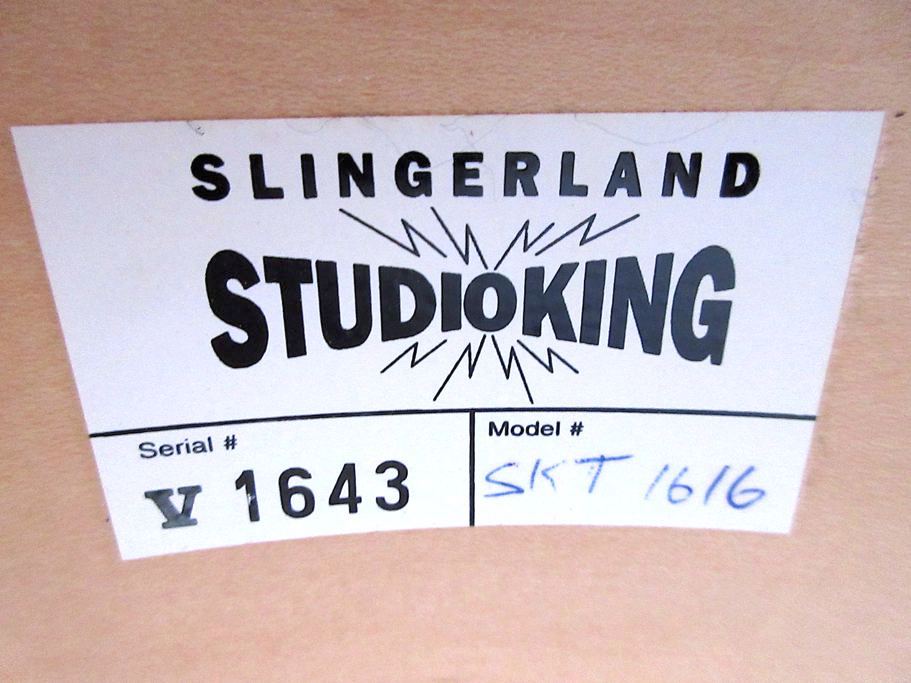 SLINGERLAND
STUDIOKING
Serial # Model #
V 1643 SKT 1616